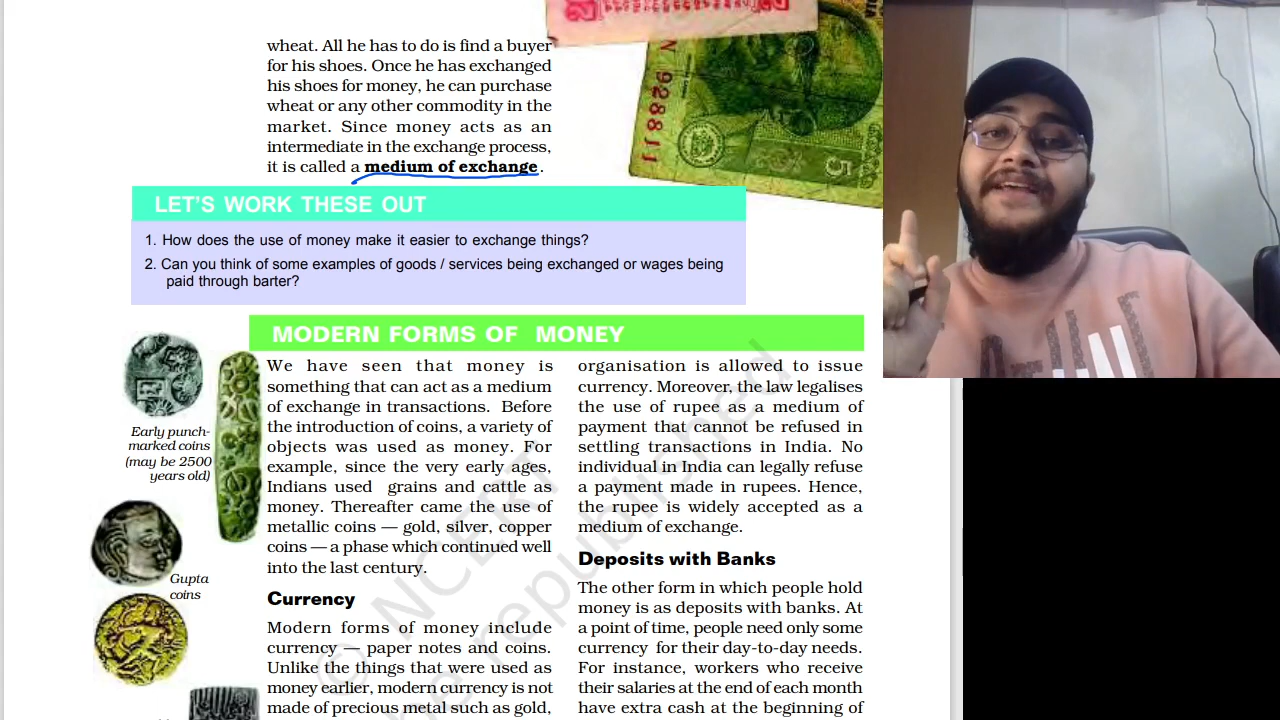 wheat. All he has to do is find a buyer
for his shoes. Once he has exchanged
his shoes for money, he can purchase
wheat or any other commodity in the
market. Since money acts as an
intermediate in the exchange process,
it is called a medium of exchange.
N 928811
5
LET'S WORK THESE OUT
1. How does the use of money make it easier to exchange things?
2. Can you think of some examples of goods / services being exchanged or wages being
paid through barter?
MODERN FORMS OF MONEY
Early punch-
marked coins
(may be 2500
years old)
Gupta
coins
We have seen that money is
something that can act as a medium
of exchange in transactions. Before
the introduction of coins, a variety of
objects was used as money. For
example, since the very early ages,
Indians used grains and cattle as
money. Thereafter came the use of
metallic coins — gold, silver, copper
coins — a phase which continued well
into the last century.
Currency
Modern forms of money include
currency — paper notes and coins.
Unlike the things that were used as
money earlier, modern currency is not
made of precious metal such as gold,
organisation is allowed to issue
currency. Moreover, the law legalises
the use of rupee as a medium of
payment that cannot be refused in
settling transactions in India. No
individual in India can legally refuse
a payment made in rupees. Hence,
the rupee is widely accepted as a
medium of exchange.
Deposits with Banks
The other form in which people hold
money is as deposits with banks. At
a point of time, people need only some
currency for their day-to-day needs.
For instance, workers who receive
their salaries at the end of each month
have extra cash at the beginning of
© NCERT
be republished